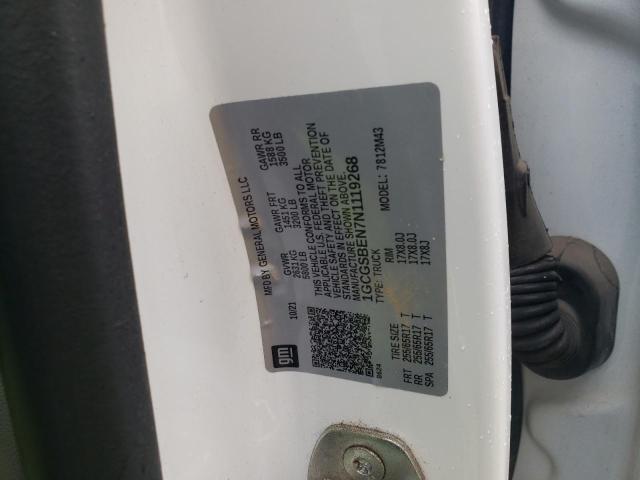 gm
MFD BY GENERAL MOTORS LLC
10/21
GVWR
2631 KG
5800 LB
GAWR FRT
1451 KG
3200 LB
GAWR RR
1588 KG
3500 LB
THIS VEHICLE CONFORMS TO ALL
APPLICABLE U.S. FEDERAL MOTOR
VEHICLE SAFETY AND THEFT PREVENTION
STANDARDS IN EFFECT ON THE DATE OF
MANUFACTURE SHOWN ABOVE.
1GCGSBEN7N1119268
TYPE: TRUCK
MODEL: 7812M43
TIRE SIZE RIM
FRT 255/65R17 T 17X8.0J
RR 255/65R17 T 17X8.0J
SPA 255/65R17 T 17X8J